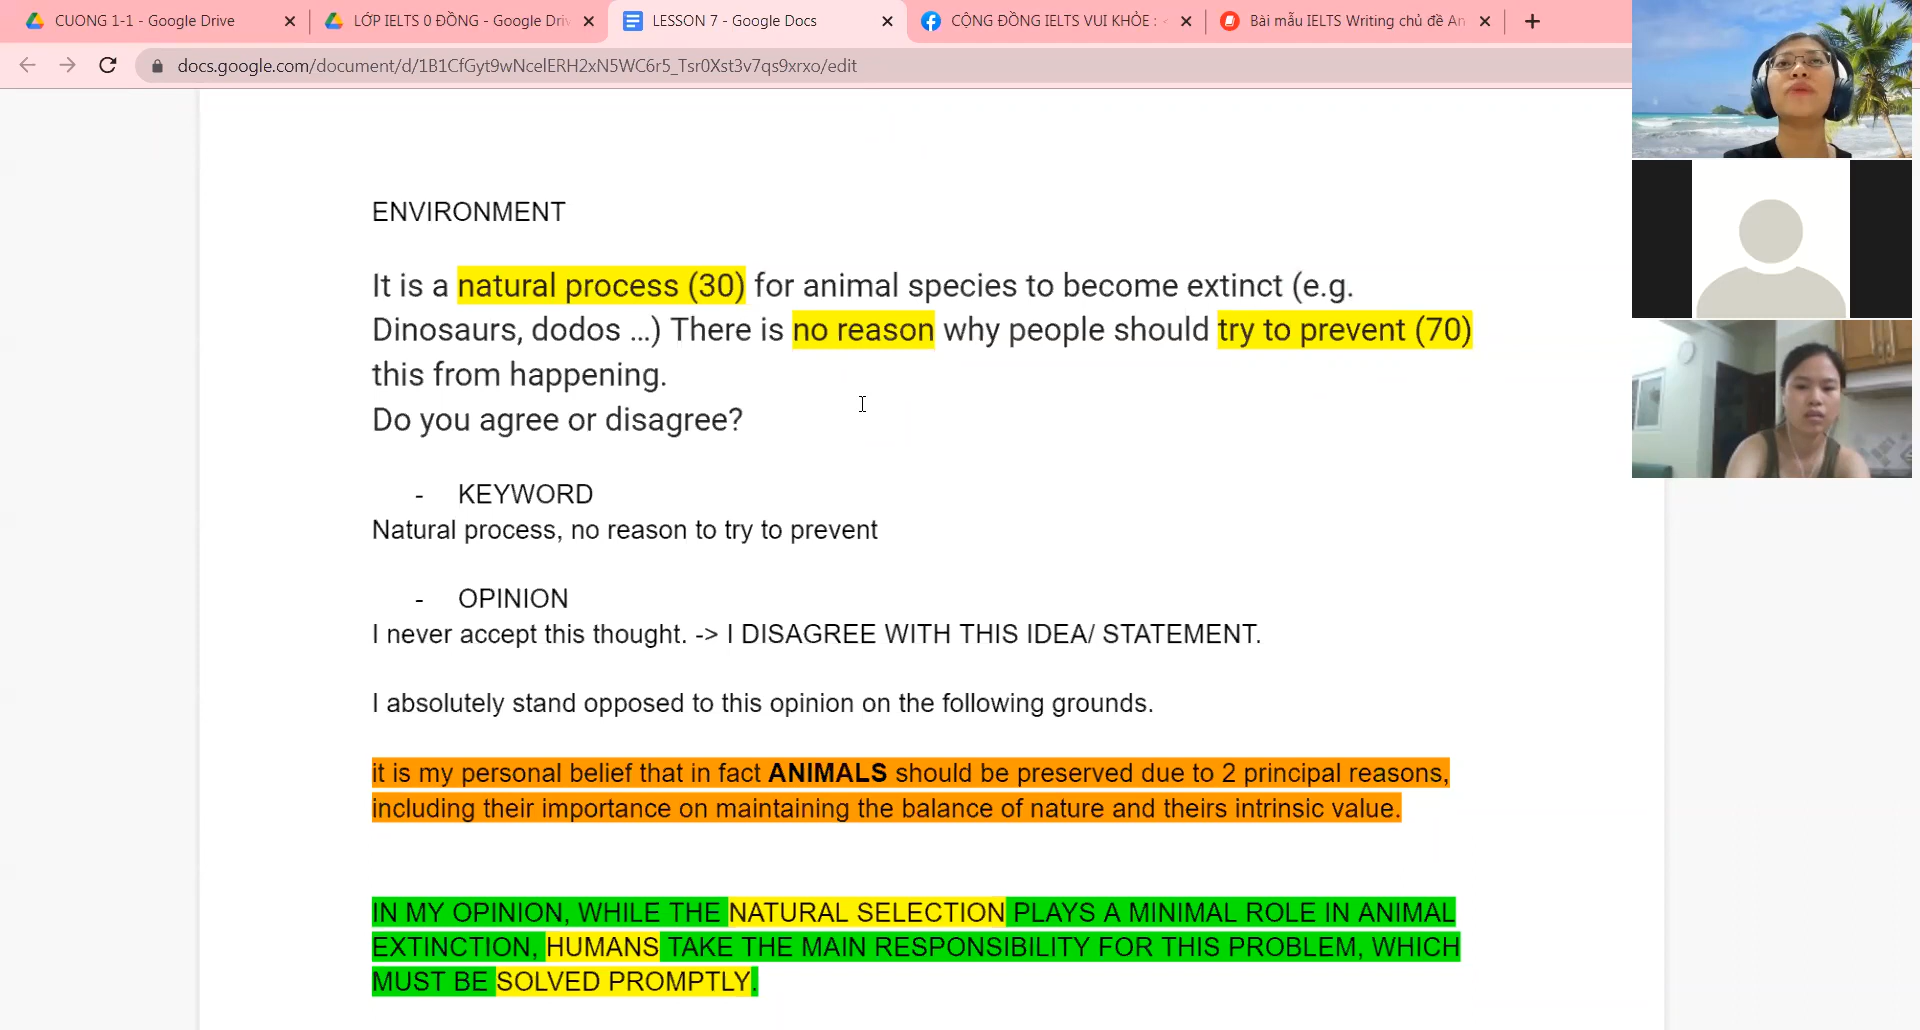 CUONG 1-1 - Google Drive
LỚP IELTS 0 ĐỒNG - Google Driv
LESSON 7 - Google Docs
CỘNG ĐỒNG IELTS VUI KHỎE :
Bài mẫu IELTS Writing chủ đề An
docs.google.com/document/d/1B1CfGyt9wNcelERH2xN5WC6r5_Tsr0Xst3v7qs9xrxo/edit
ENVIRONMENT
It is a natural process (30) for animal species to become extinct (e.g.
Dinosaurs, dodos ...) There is no reason why people should try to prevent (70)
this from happening.
Do you agree or disagree?
- KEYWORD
Natural process, no reason to try to prevent
- OPINION
I never accept this thought. -> I DISAGREE WITH THIS IDEA/ STATEMENT.
I absolutely stand opposed to this opinion on the following grounds.
it is my personal belief that in fact ANIMALS should be preserved due to 2 principal reasons,
including their importance on maintaining the balance of nature and theirs intrinsic value.
IN MY OPINION, WHILE THE NATURAL SELECTION PLAYS A MINIMAL ROLE IN ANIMAL
EXTINCTION, HUMANS TAKE THE MAIN RESPONSIBILITY FOR THIS PROBLEM, WHICH
MUST BE SOLVED PROMPTLY.